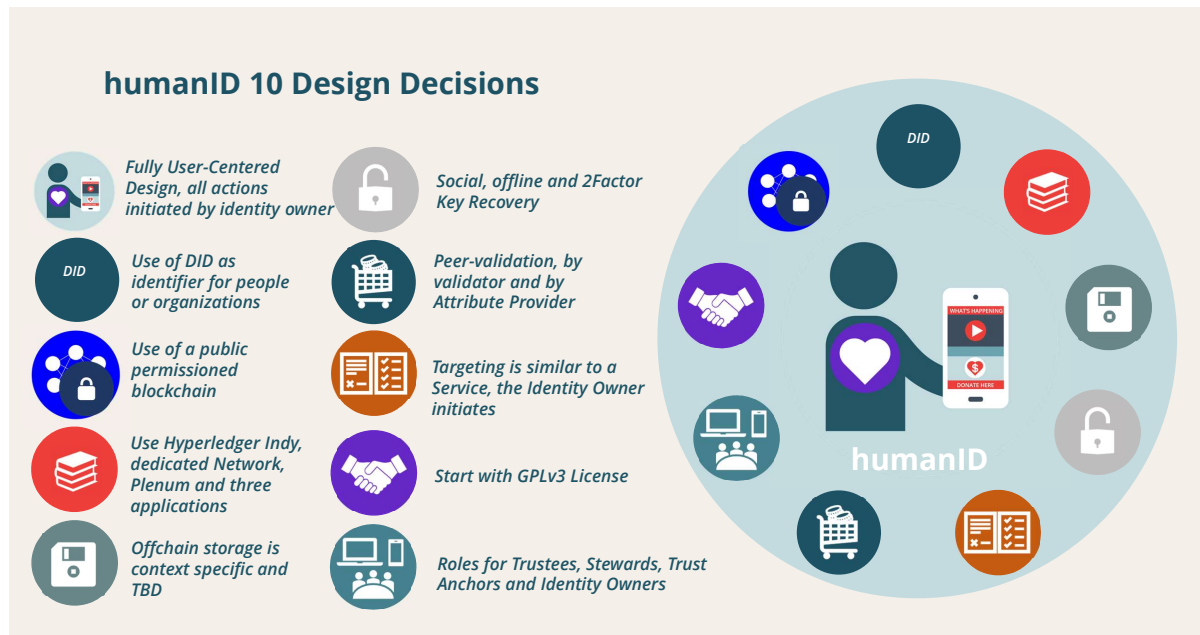 humanID 10 Design Decisions
Fully User-Centered
Design, all actions
initiated by identity owner
DID
Use of DID as
identifier for people
or organizations
Use of a public
permissioned
blockchain
Use Hyperledger Indy,
dedicated Network,
Plenum and three
applications
Offchain storage is
context specific and
TBD
Social, offline and 2Factor
Key Recovery
Peer-validation, by
validator and by
Attribute Provider
Targeting is similar to a
Service, the Identity Owner
initiates
Start with GPLv3 License
Roles for Trustees, Stewards, Trust
Anchors and Identity Owners
DID
WHAT'S HAPPENING
$
DONATE HERE
humanID